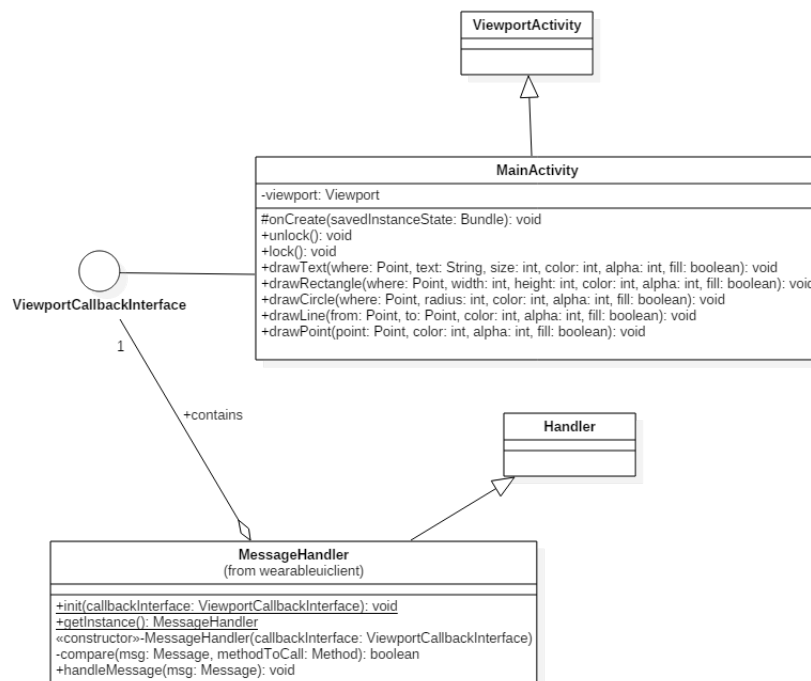 ViewportActivity
MainActivity
-viewport: Viewport
#onCreate(savedInstanceState: Bundle): void
+unlock(): void
+lock(): void
+drawText(where: Point, text: String, size: int, color: int, alpha: int, fill: boolean): void
+drawRectangle(where: Point, width: int, height: int, color: int, alpha: int, fill: boolean): void
+drawCircle(where: Point, radius: int, color: int, alpha: int, fill: boolean): void
+drawLine(from: Point, to: Point, color: int, alpha: int, fill: boolean): void
+drawPoint(point: Point, color: int, alpha: int, fill: boolean): void
ViewportCallbackInterface
1
+contains
Handler
MessageHandler
(from wearableuiclient)
+init(callbackInterface: ViewportCallbackInterface): void
+getInstance(): MessageHandler
«constructor»-MessageHandler(callbackInterface: ViewportCallbackInterface)
-compare(msg: Message, methodToCall: Method): boolean
+handleMessage(msg: Message): void